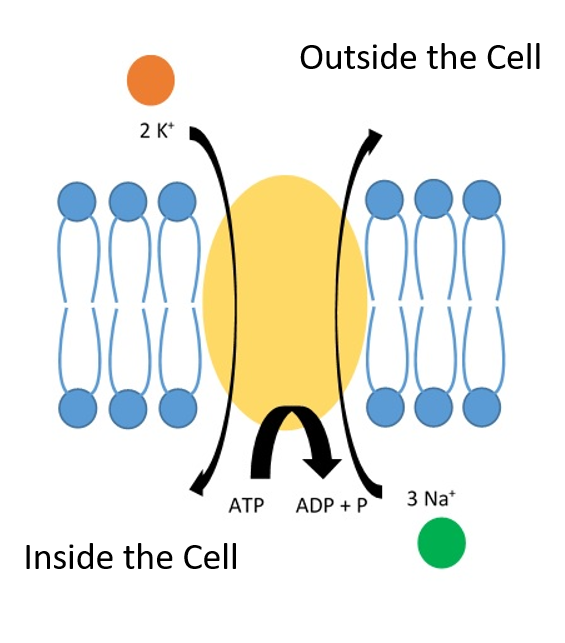 Outside the Cell
2 K⁺
ATP
ADP + P
3 Na⁺
Inside the Cell